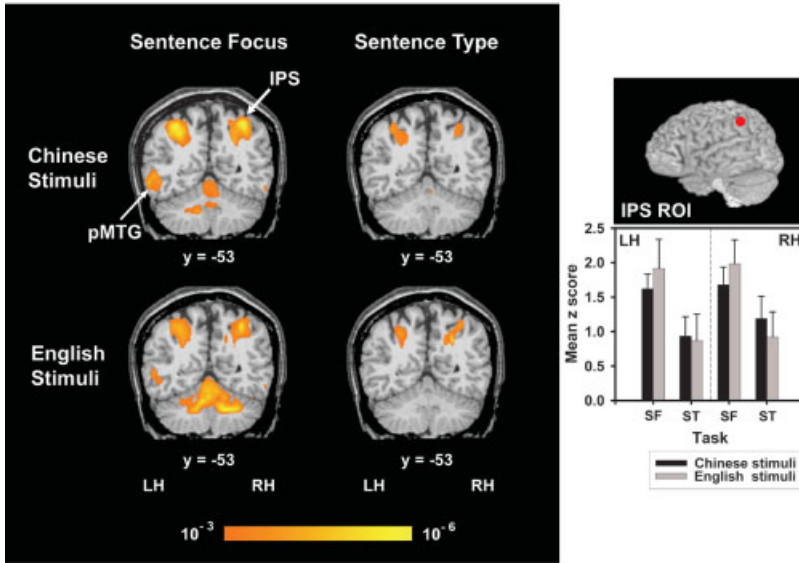 Sentence Focus
Sentence Type
IPS
Chinese
Stimuli
pMTG
y = -53
y = -53
English
Stimuli
y = -53
y = -53
LH
RH
LH
RH
10⁻³
10⁻⁶
IPS ROI
LH
RH
2.5
2.0
1.5
1.0
0.5
0.0
Mean z score
SF
ST
SF
ST
Task
Chinese stimuli
English stimuli